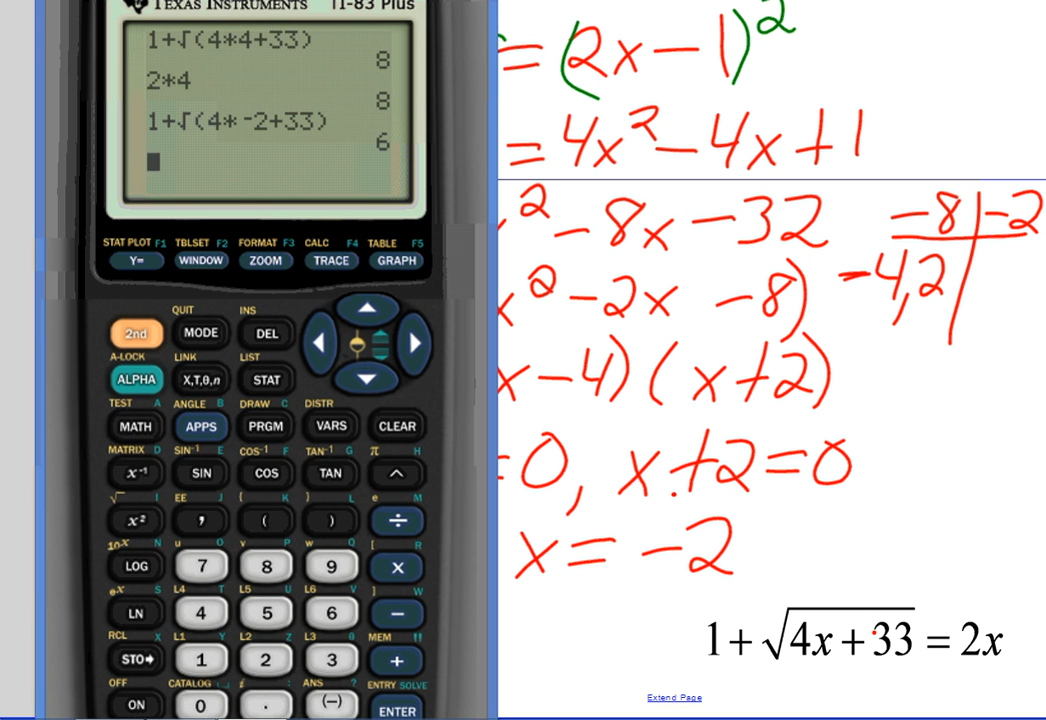 TEXAS INSTRUMENTS TI-83 Plus
1+√(4*4+33)
8
2*4
8
1+√(4*-2+33)
6
STAT PLOT F1 TBLSET F2 FORMAT F3 CALC F4 TABLE F5
Y= WINDOW ZOOM TRACE GRAPH
QUIT INS
2nd MODE DEL
A-LOCK LINK LIST
ALPHA X,T,θ,n STAT
TEST A ANGLE B DRAW C DISTR
MATH APPS PRGM VARS CLEAR
MATRIX D SIN⁻¹ E COS⁻¹ F TAN⁻¹ G π H
x⁻¹ SIN COS TAN ^
√ I EE J { K } L e M
x² , ( ) ÷
10ˣ N u O v P w Q [ R
LOG 7 8 9 ×
eˣ S L4 T L5 U L6 V ] W
LN 4 5 6 −
RCL X L1 Y L2 Z L3 θ MEM "
STO➔ 1 2 3 +
OFF CATALOG ⎵ i : ANS ? ENTRY SOLVE
ON 0 . (−) ENTER
= (2x − 1)²
= 4x² − 4x + 1
² − 8x − 32
x² − 2x − 8)
x − 4)(x + 2)
= 0, x + 2 = 0
x = −2
−8 | −2
−4,2
1 + √4x + 33 = 2x
Extend Page